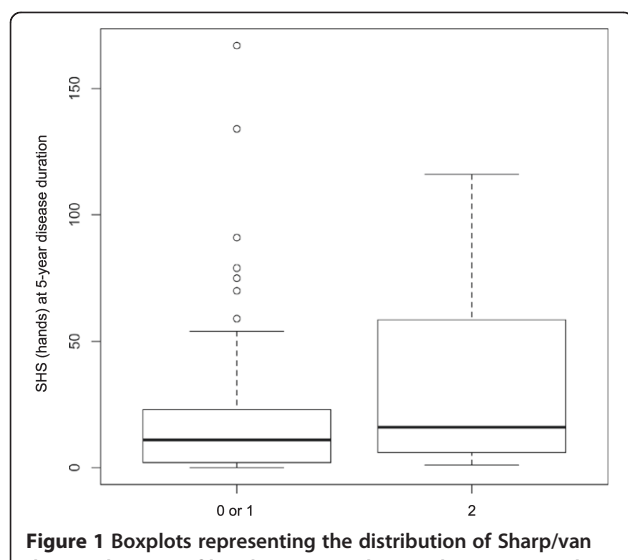 150
100
50
0
SHS (hands) at 5-year disease duration
0 or 1
2
Figure 1 Boxplots representing the distribution of Sharp/van